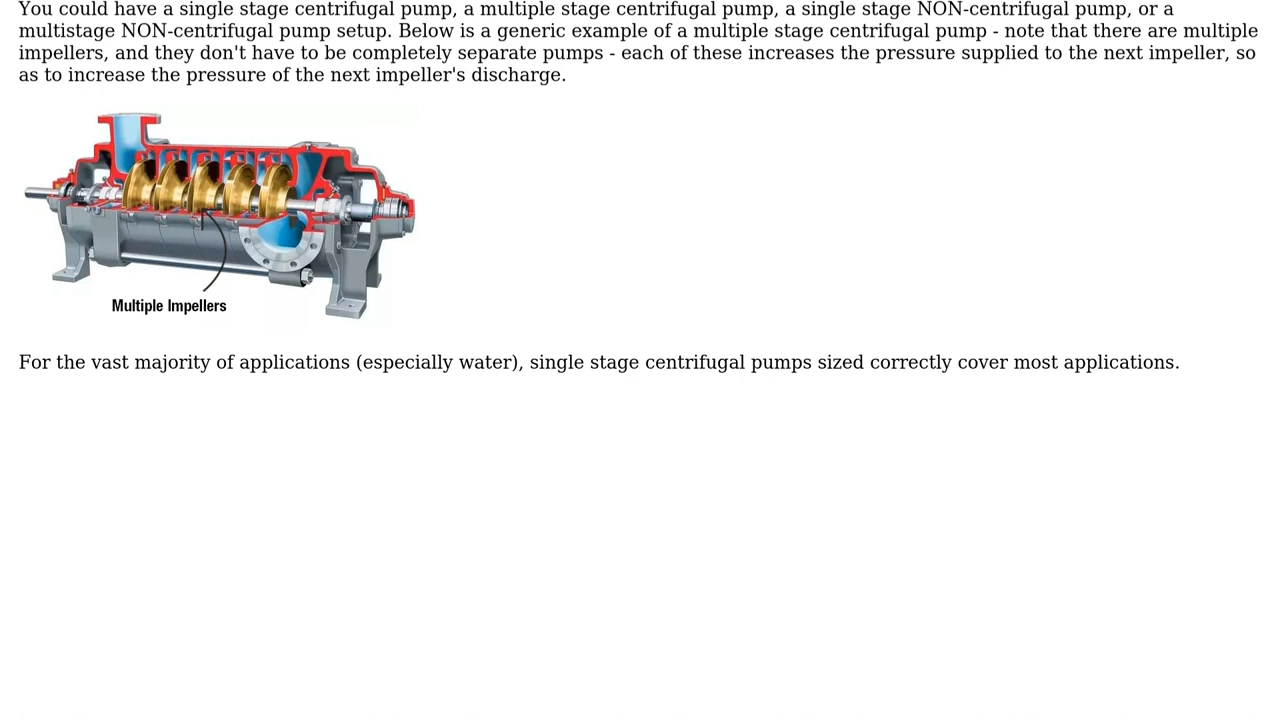 You could have a single stage centrifugal pump, a multiple stage centrifugal pump, a single stage NON-centrifugal pump, or a
multistage NON-centrifugal pump setup. Below is a generic example of a multiple stage centrifugal pump - note that there are multiple
impellers, and they don't have to be completely separate pumps - each of these increases the pressure supplied to the next impeller, so
as to increase the pressure of the next impeller's discharge.
Multiple Impellers
For the vast majority of applications (especially water), single stage centrifugal pumps sized correctly cover most applications.